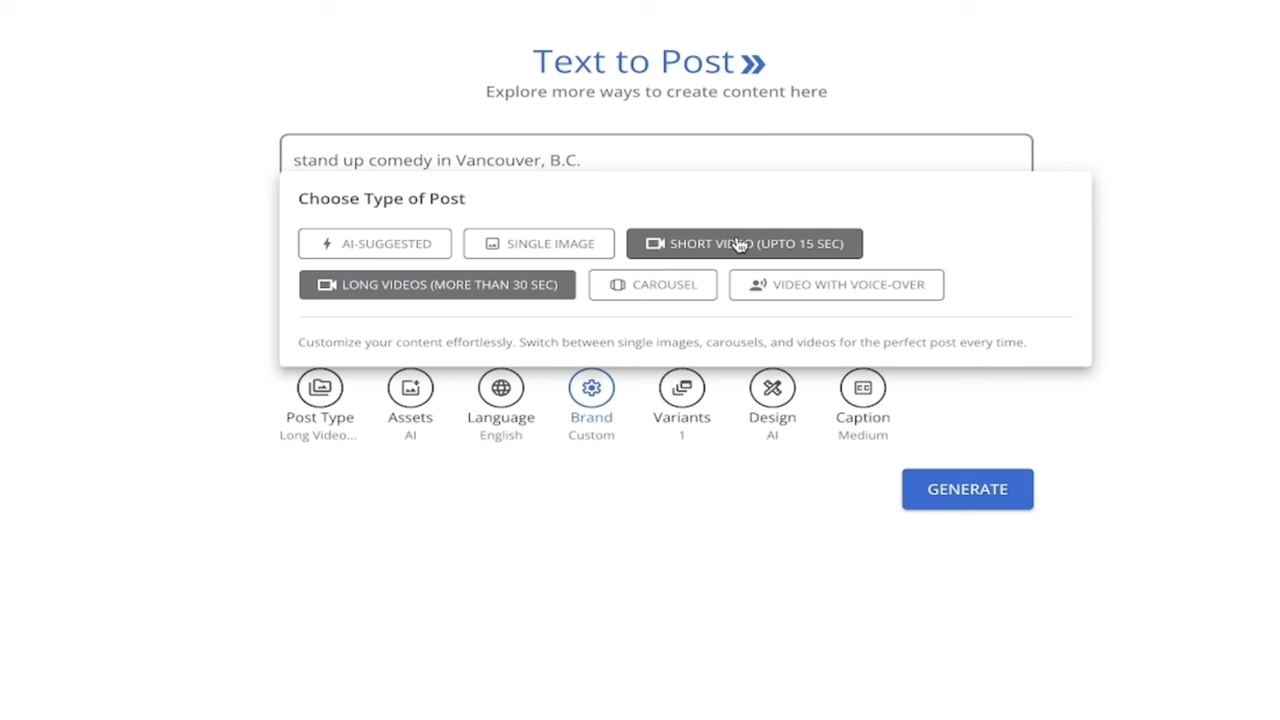 Text to Post »
Explore more ways to create content here
stand up comedy in Vancouver, B.C.
Choose Type of Post
AI-SUGGESTED
SINGLE IMAGE
SHORT VIDEO (UPTO 15 SEC)
LONG VIDEOS (MORE THAN 30 SEC)
CAROUSEL
VIDEO WITH VOICE-OVER
Customize your content effortlessly. Switch between single images, carousels, and videos for the perfect post every time.
Post Type
Assets
Language
Brand
Variants
Design
Caption
Long Video...
AI
English
Custom
1
AI
Medium
GENERATE